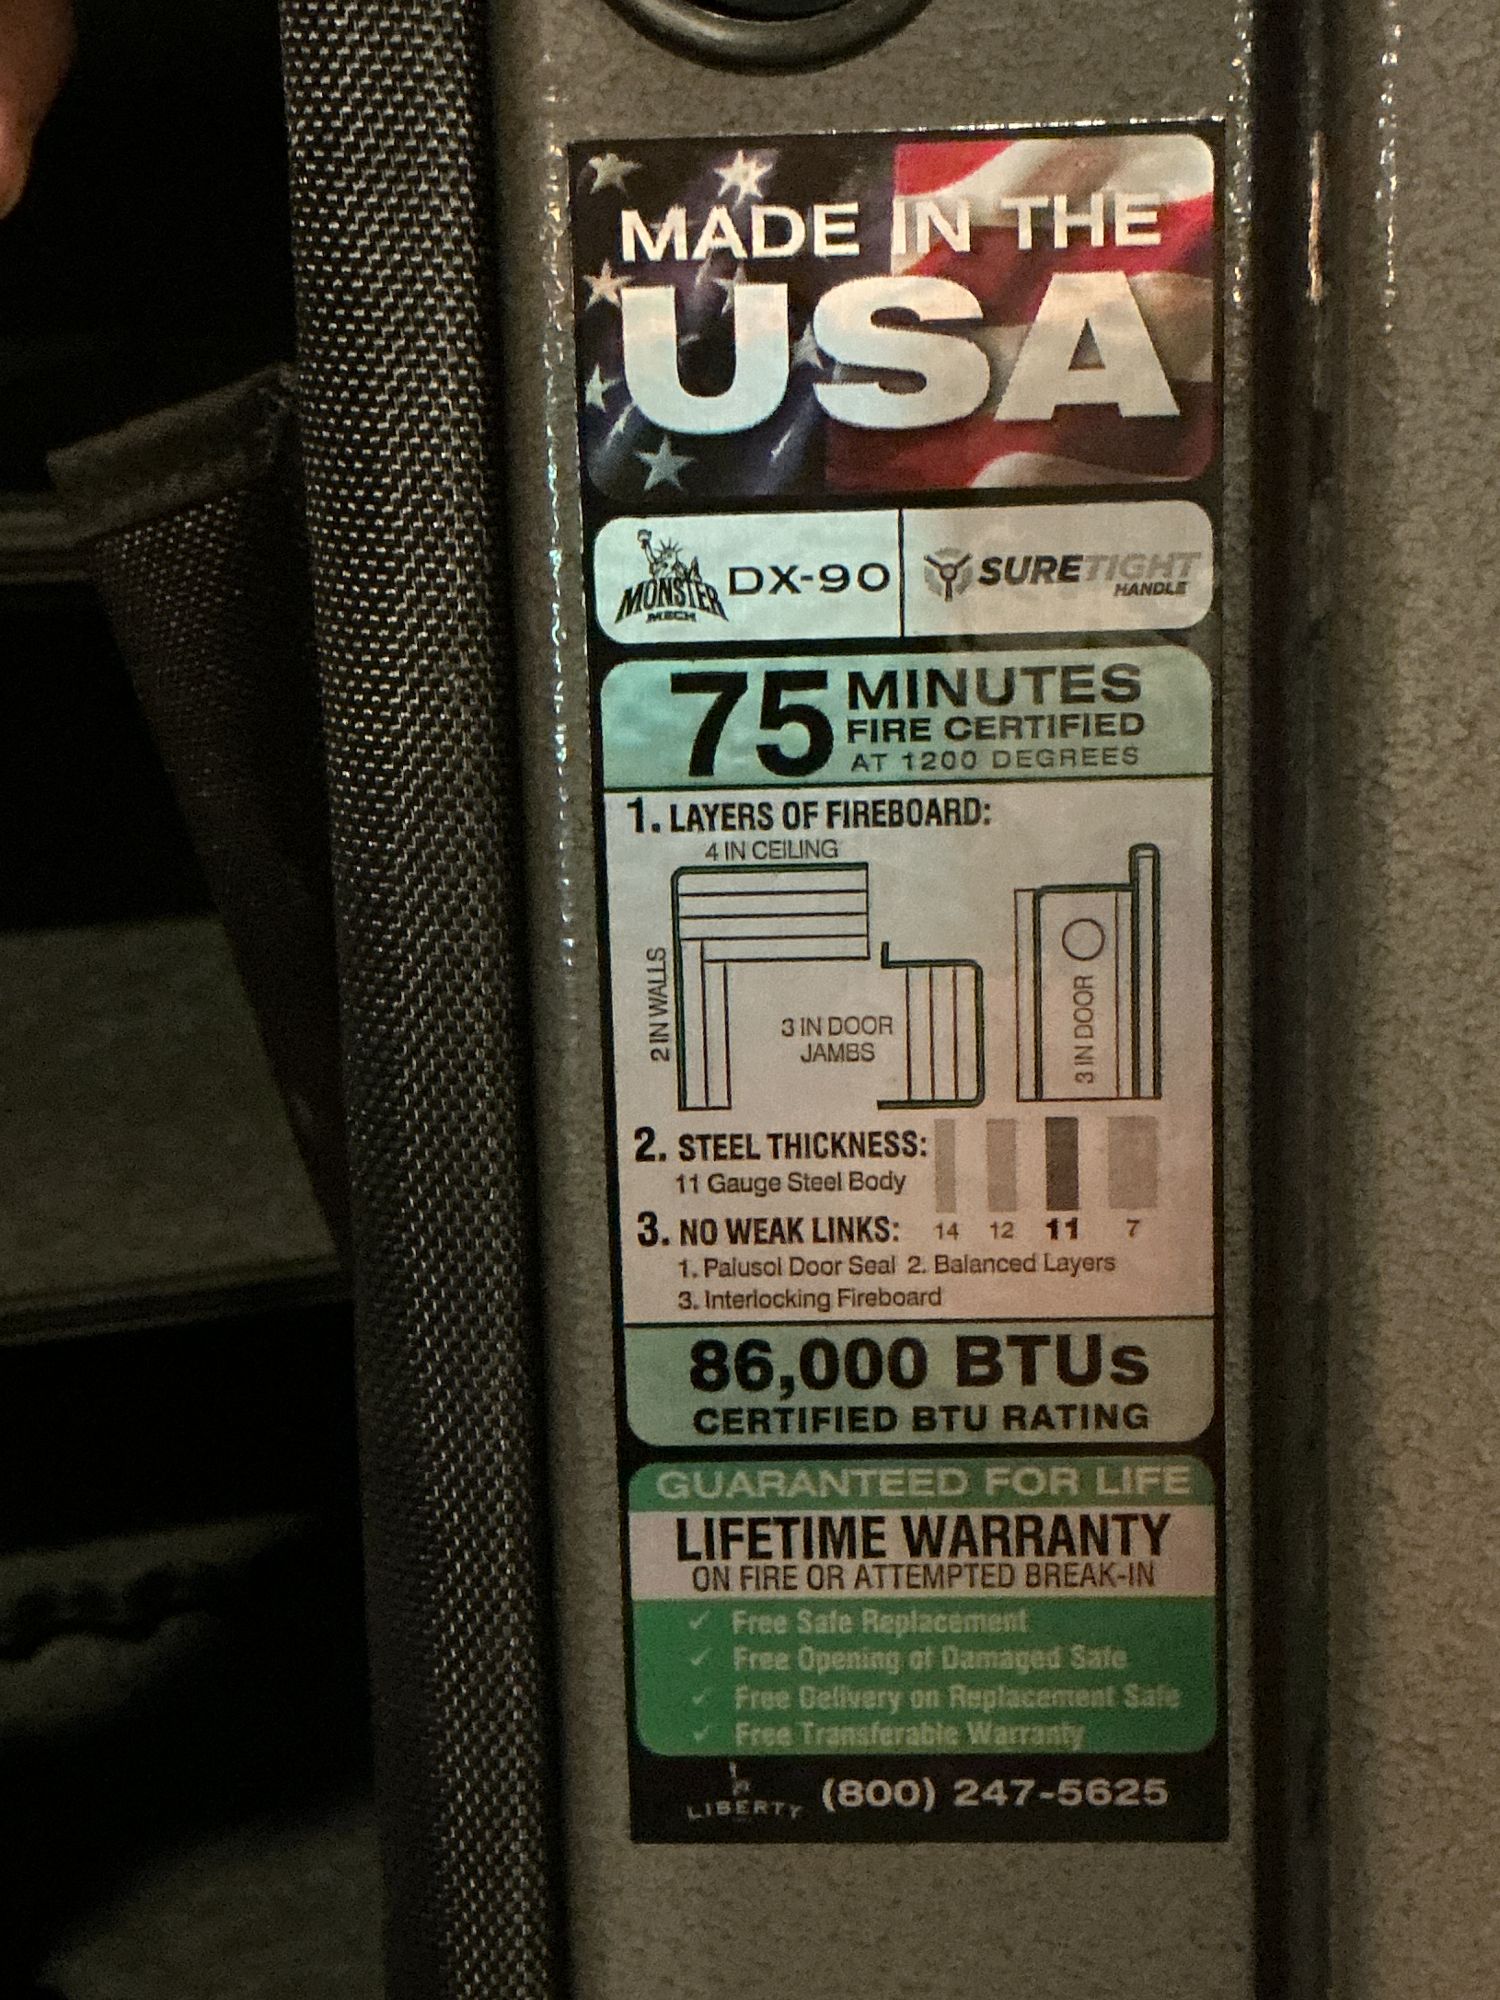 MADE IN THE
USA
MONSTER
MECH
DX-90
SURETIGHT
HANDLE
75 MINUTES
FIRE CERTIFIED
AT 1200 DEGREES
1. LAYERS OF FIREBOARD:
4 IN CEILING
2 IN WALLS
3 IN DOOR
JAMBS
3 IN DOOR
2. STEEL THICKNESS:
11 Gauge Steel Body
14 12 11 7
3. NO WEAK LINKS:
1. Palusol Door Seal 2. Balanced Layers
3. Interlocking Fireboard
86,000 BTUs
CERTIFIED BTU RATING
GUARANTEED FOR LIFE
LIFETIME WARRANTY
ON FIRE OR ATTEMPTED BREAK-IN
✓ Free Safe Replacement
✓ Free Opening of Damaged Safe
✓ Free Delivery on Replacement Safe
✓ Free Transferable Warranty
LIBERTY (800) 247-5625